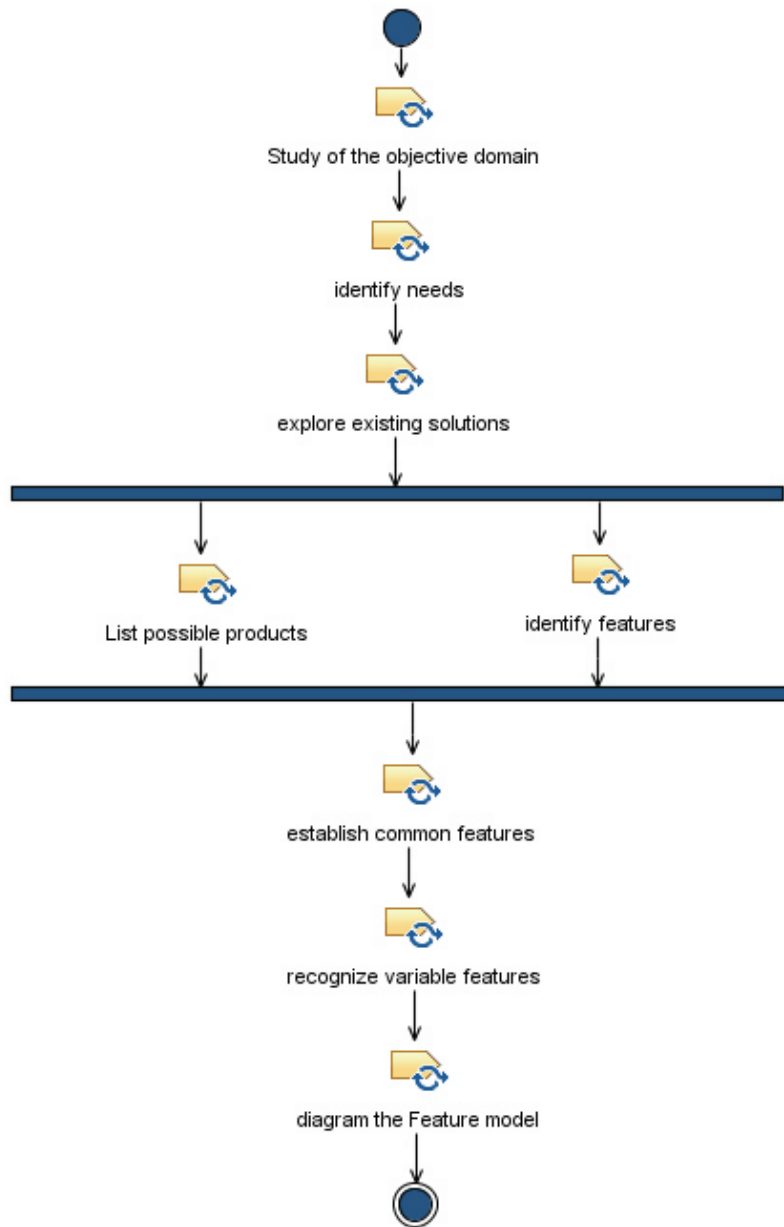 Study of the objective domain
identify needs
explore existing solutions
List possible products
identify features
establish common features
recognize variable features
diagram the Feature model